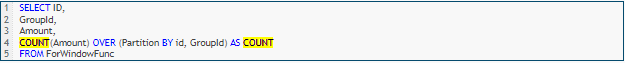 1 SELECT ID,
2 GroupId,
3 Amount,
4 COUNT(Amount) OVER (Partition BY id, GroupId) AS COUNT
5 FROM ForWindowFunc